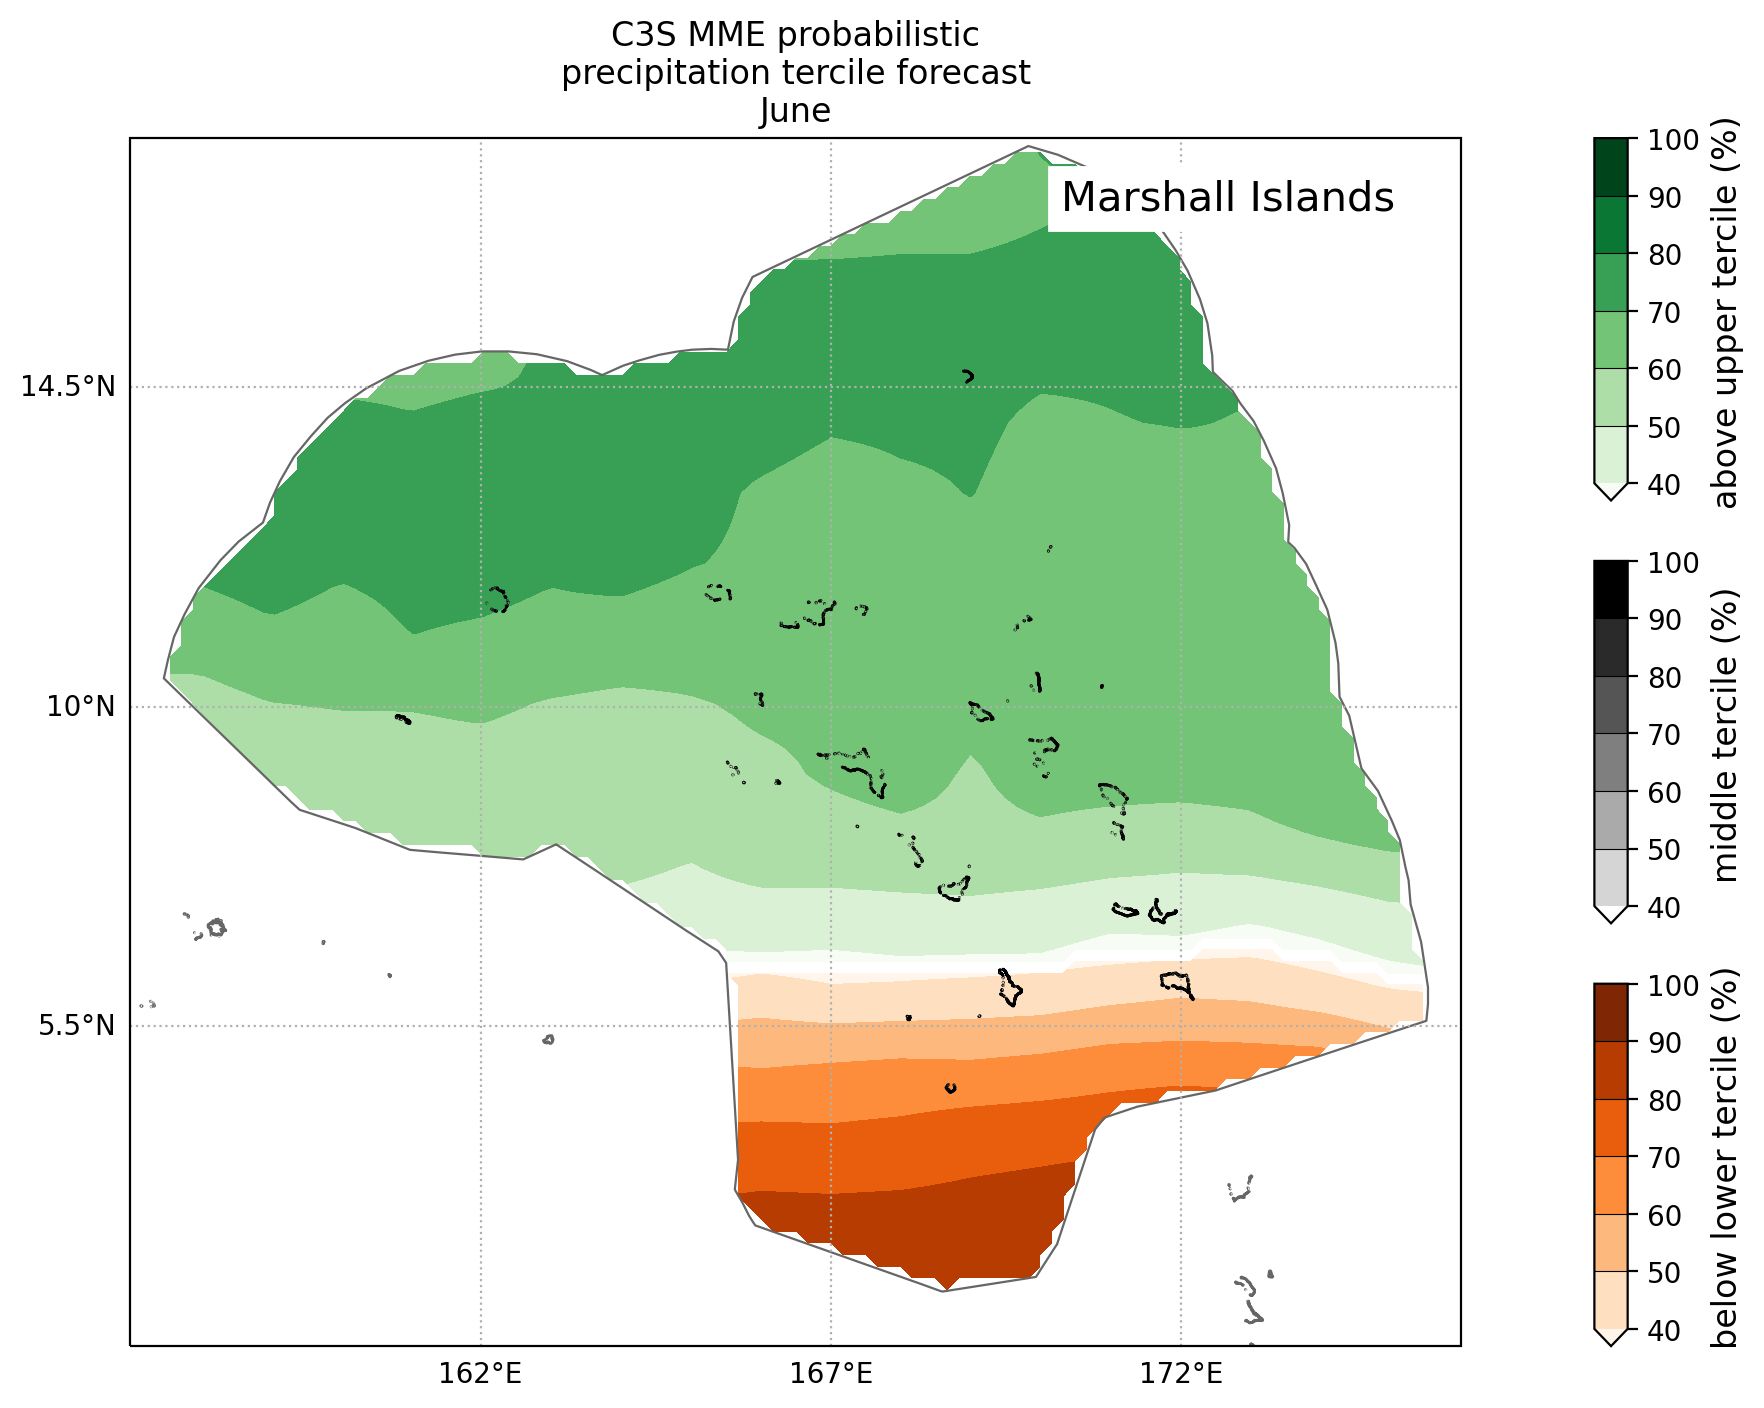 C3S MME probabilistic
precipitation tercile forecast
June
Marshall Islands
14.5°N
10°N
5.5°N
162°E
167°E
172°E
100
90
80
70
60
50
40
above upper tercile (%)
100
90
80
70
60
50
40
middle tercile (%)
100
90
80
70
60
50
40
below lower tercile (%)